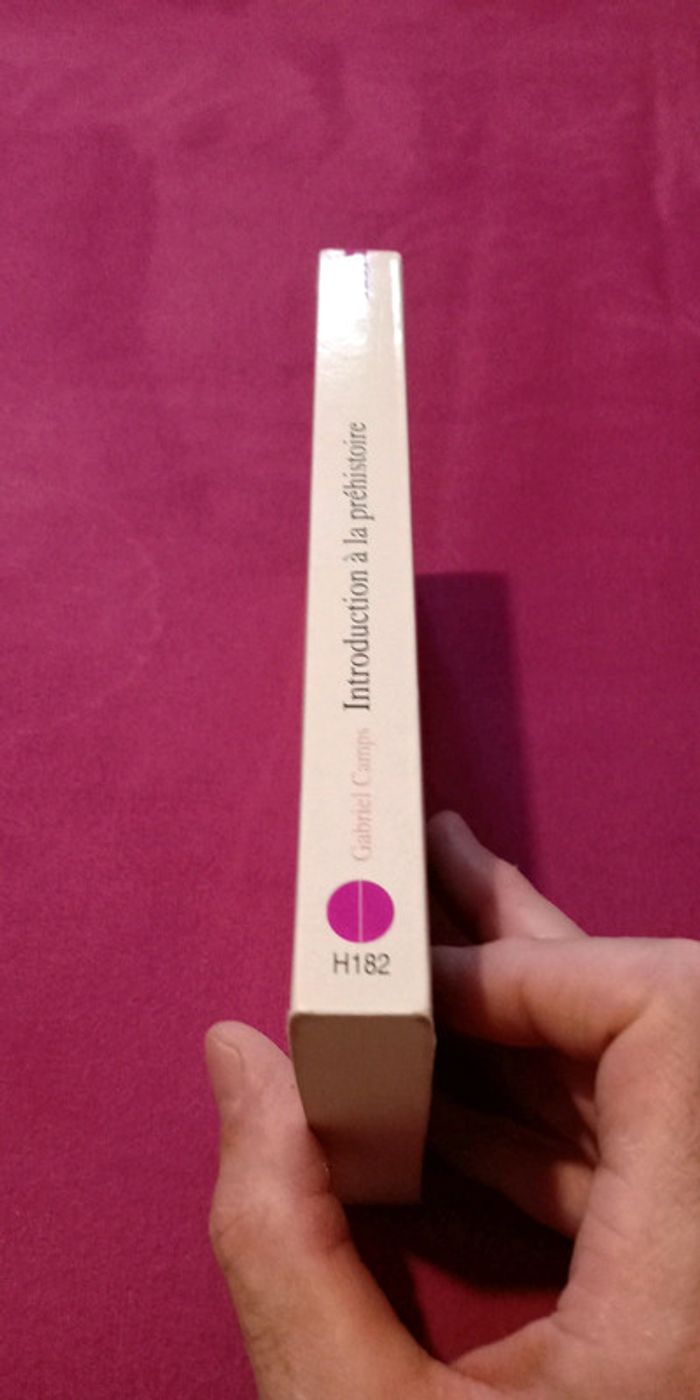 Gabriel Camps Introduction à la préhistoire
H182